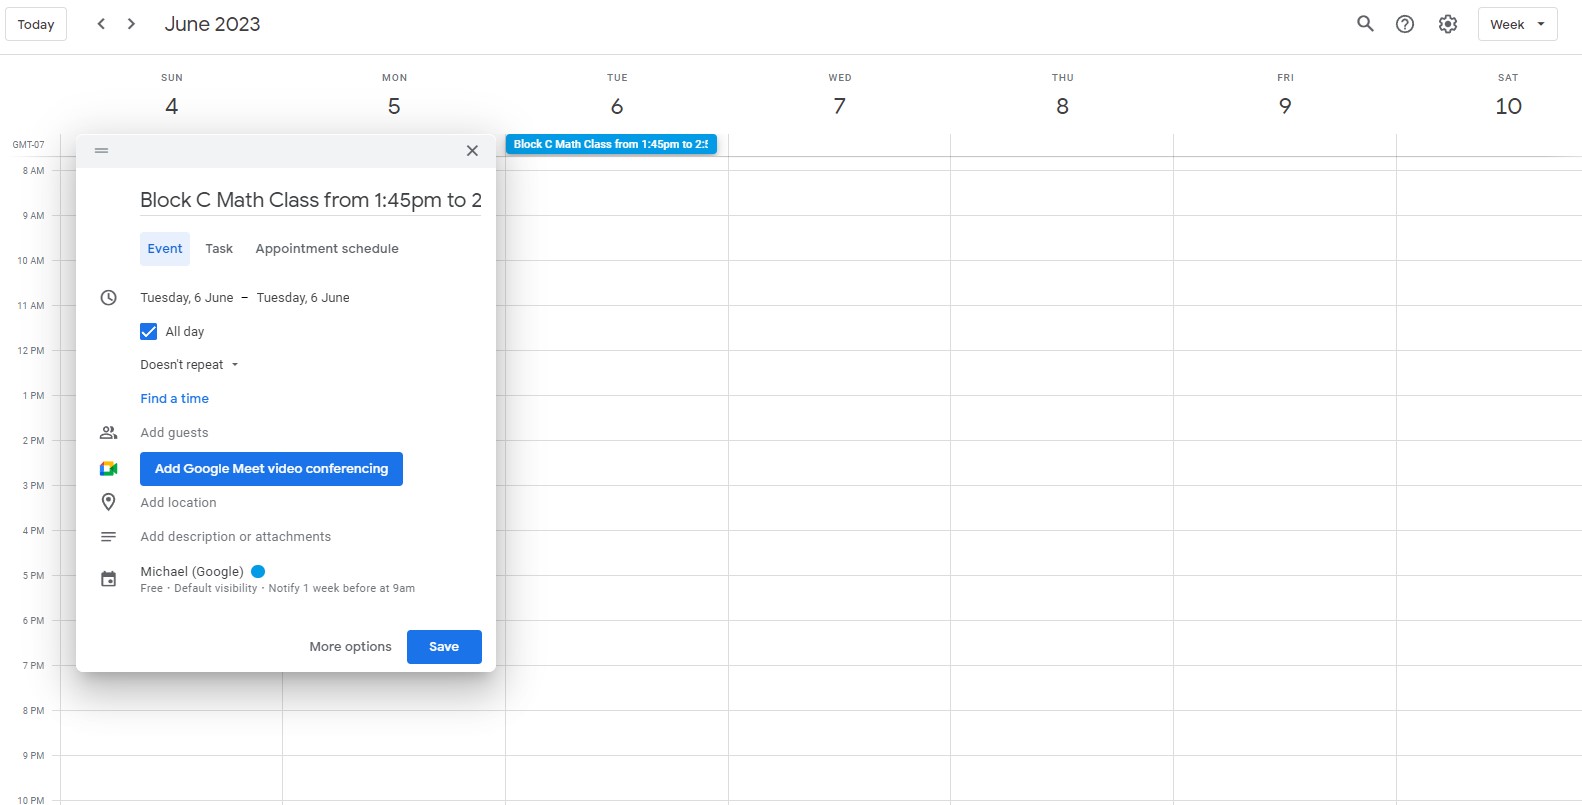 Today
June 2023
Week
SUN MON TUE WED THU FRI SAT
4 5 6 7 8 9 10
GMT-07
Block C Math Class from 1:45pm to 2:5
8 AM
9 AM
10 AM
11 AM
12 PM
1 PM
2 PM
3 PM
4 PM
5 PM
6 PM
7 PM
8 PM
9 PM
10 PM
Block C Math Class from 1:45pm to 2
Event Task Appointment schedule
Tuesday, 6 June – Tuesday, 6 June
All day
Doesn't repeat
Find a time
Add guests
Add Google Meet video conferencing
Add location
Add description or attachments
Michael (Google)
Free · Default visibility · Notify 1 week before at 9am
More options Save